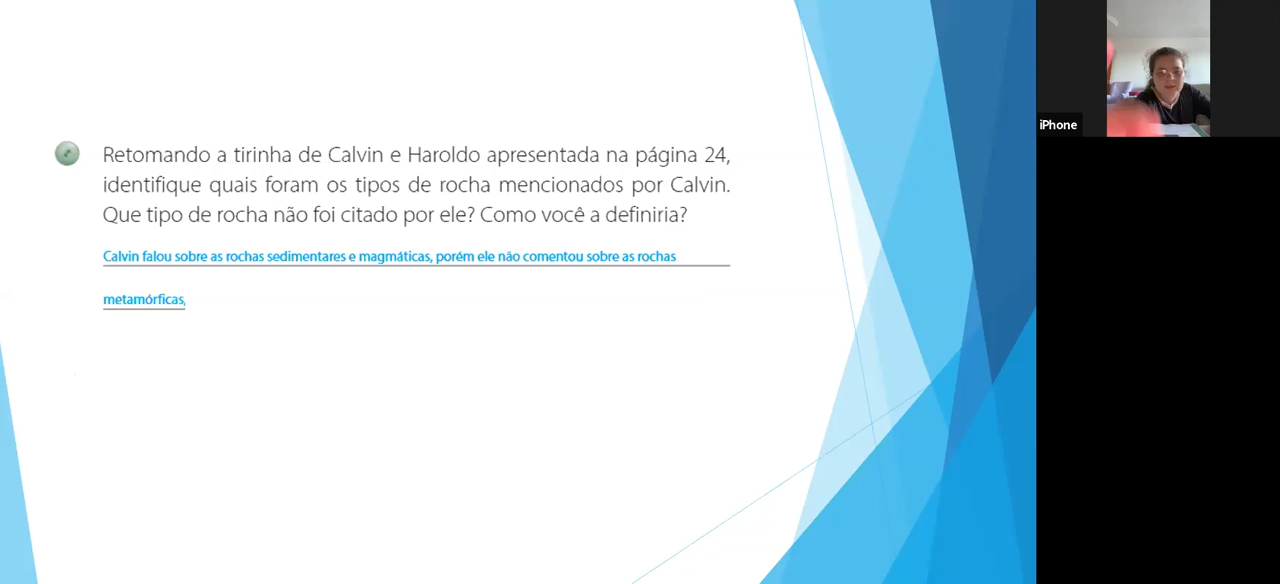 Retomando a tirinha de Calvin e Haroldo apresentada na página 24,
identifique quais foram os tipos de rocha mencionados por Calvin.
Que tipo de rocha não foi citado por ele? Como você a definiria?
Calvin falou sobre as rochas sedimentares e magmáticas, porém ele não comentou sobre as rochas
metamórficas,
iPhone